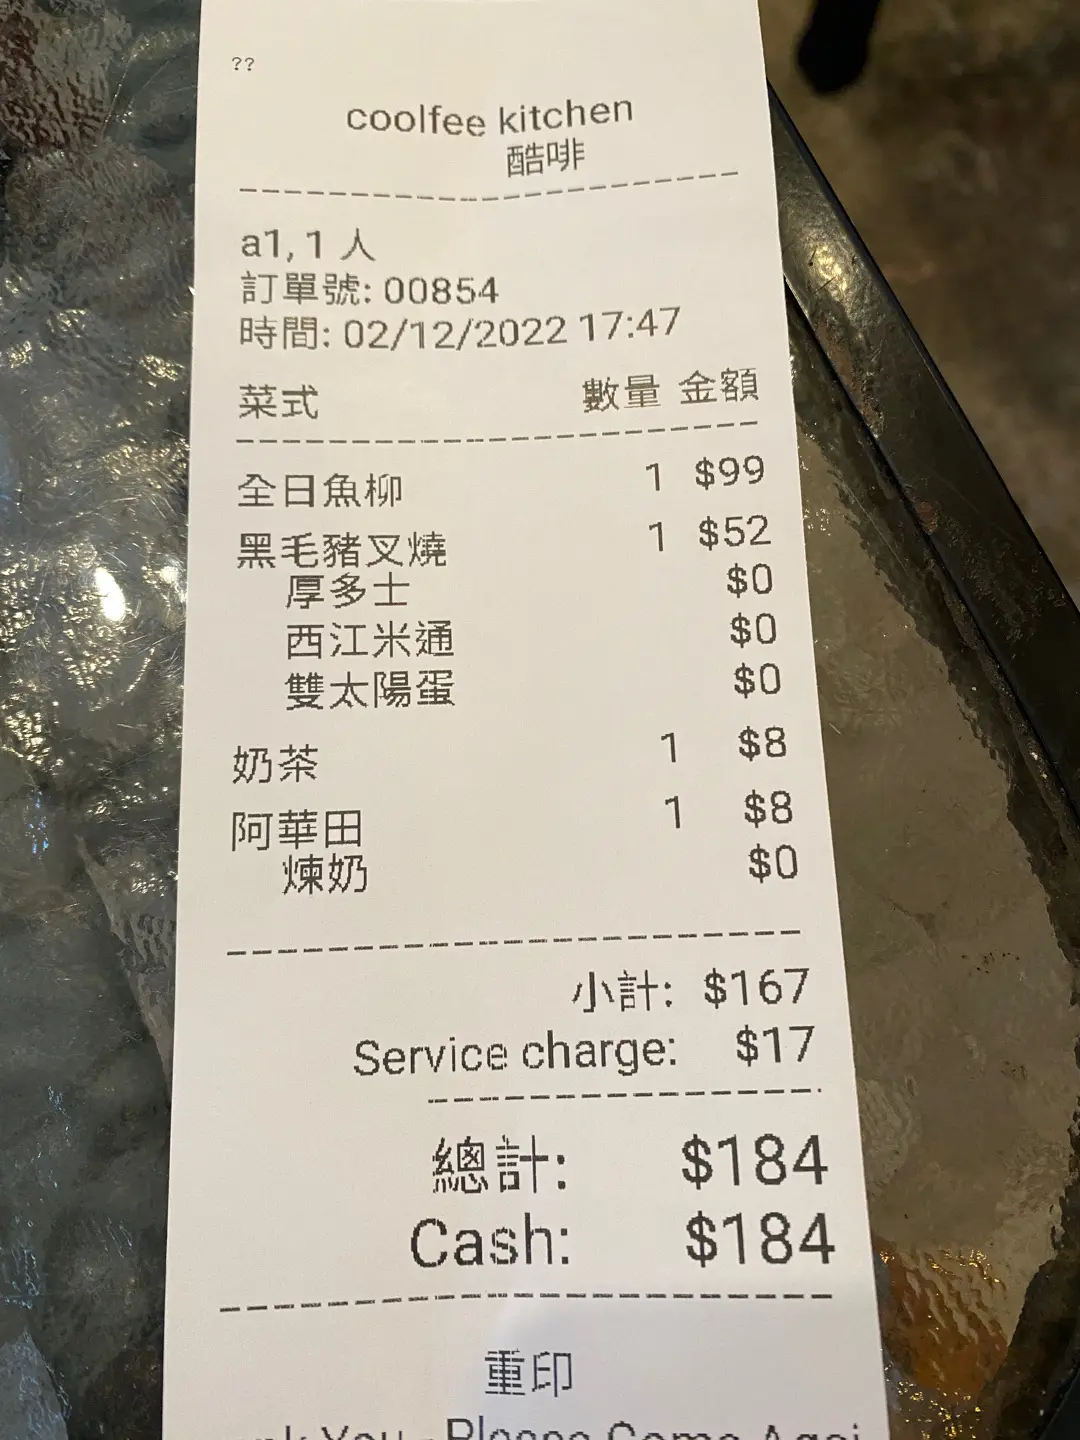 ??
coolfee kitchen
酷啡
a1, 1 人
訂單號: 00854
時間: 02/12/2022 17:47
菜式 數量 金額
全日魚柳 1 $99
黑毛豬叉燒 1 $52
厚多士 $0
西江米通 $0
雙太陽蛋 $0
奶茶 1 $8
阿華田 1 $8
煉奶 $0
小計: $167
Service charge: $17
總計: $184
Cash: $184
重印
You - Please Come